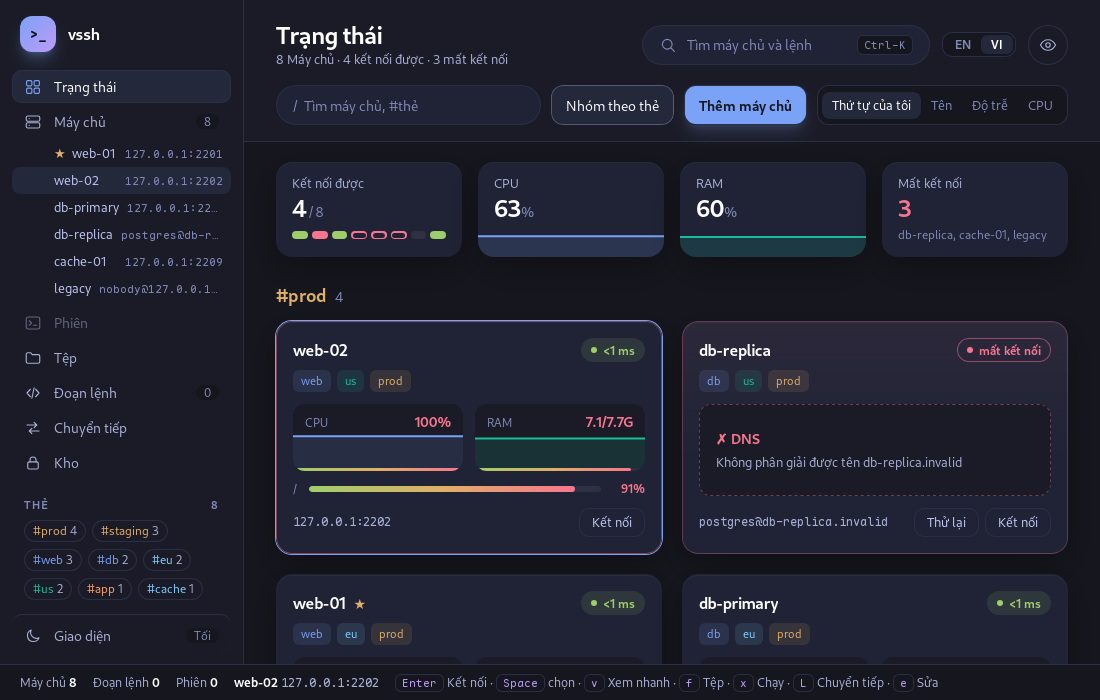 >_ vssh
Trạng thái
Máy chủ 8
★ web-01 127.0.0.1:2201
web-02 127.0.0.1:2202
db-primary 127.0.0.1:22…
db-replica postgres@db-r…
cache-01 127.0.0.1:2209
legacy nobody@127.0.0.1…
Phiên
Tệp
Đoạn lệnh 0
Chuyển tiếp
Kho
THẺ 8
#prod 4 #staging 3
#web 3 #db 2 #eu 2
#us 2 #app 1 #cache 1
Giao diện Tối
Trạng thái
8 Máy chủ · 4 kết nối được · 3 mất kết nối
Tìm máy chủ và lệnh Ctrl-K
EN VI
/ Tìm máy chủ, #thẻ
Nhóm theo thẻ
Thêm máy chủ
Thứ tự của tôi Tên Độ trễ CPU
Kết nối được
4 / 8
CPU
63%
RAM
60%
Mất kết nối
3
db-replica, cache-01, legacy
#prod 4
web-02 <1 ms
web us prod
CPU 100% RAM 7.1/7.7G
/ 91%
127.0.0.1:2202 Kết nối
db-replica mất kết nối
db us prod
✗ DNS
Không phân giải được tên db-replica.invalid
postgres@db-replica.invalid Thử lại Kết nối
web-01 ★ <1 ms
web eu prod
db-primary <1 ms
db eu prod
Máy chủ 8 Đoạn lệnh 0 Phiên 0 web-02 127.0.0.1:2202 Enter Kết nối · Space chọn · v Xem nhanh · f Tệp · x Chạy · L Chuyển tiếp · e Sửa